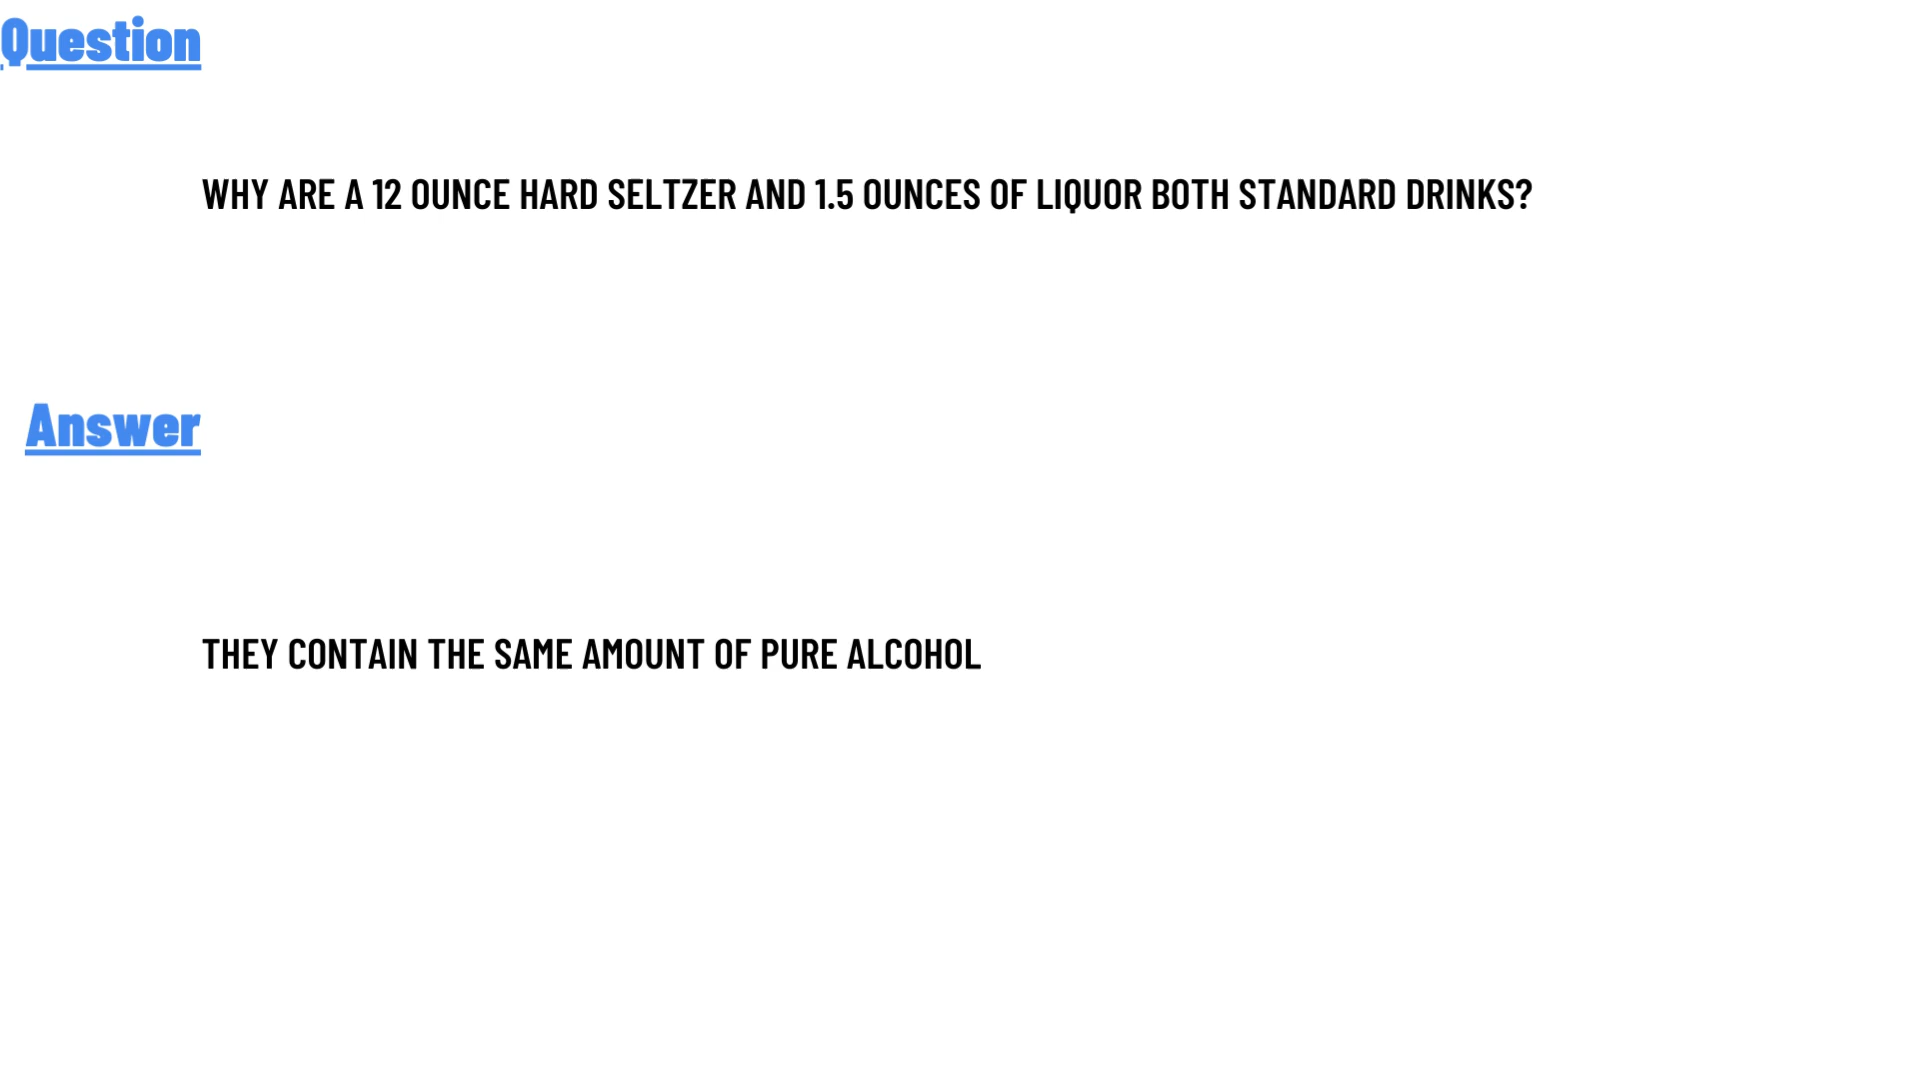 Question
WHY ARE A 12 OUNCE HARD SELTZER AND 1.5 OUNCES OF LIQUOR BOTH STANDARD DRINKS?
Answer
THEY CONTAIN THE SAME AMOUNT OF PURE ALCOHOL